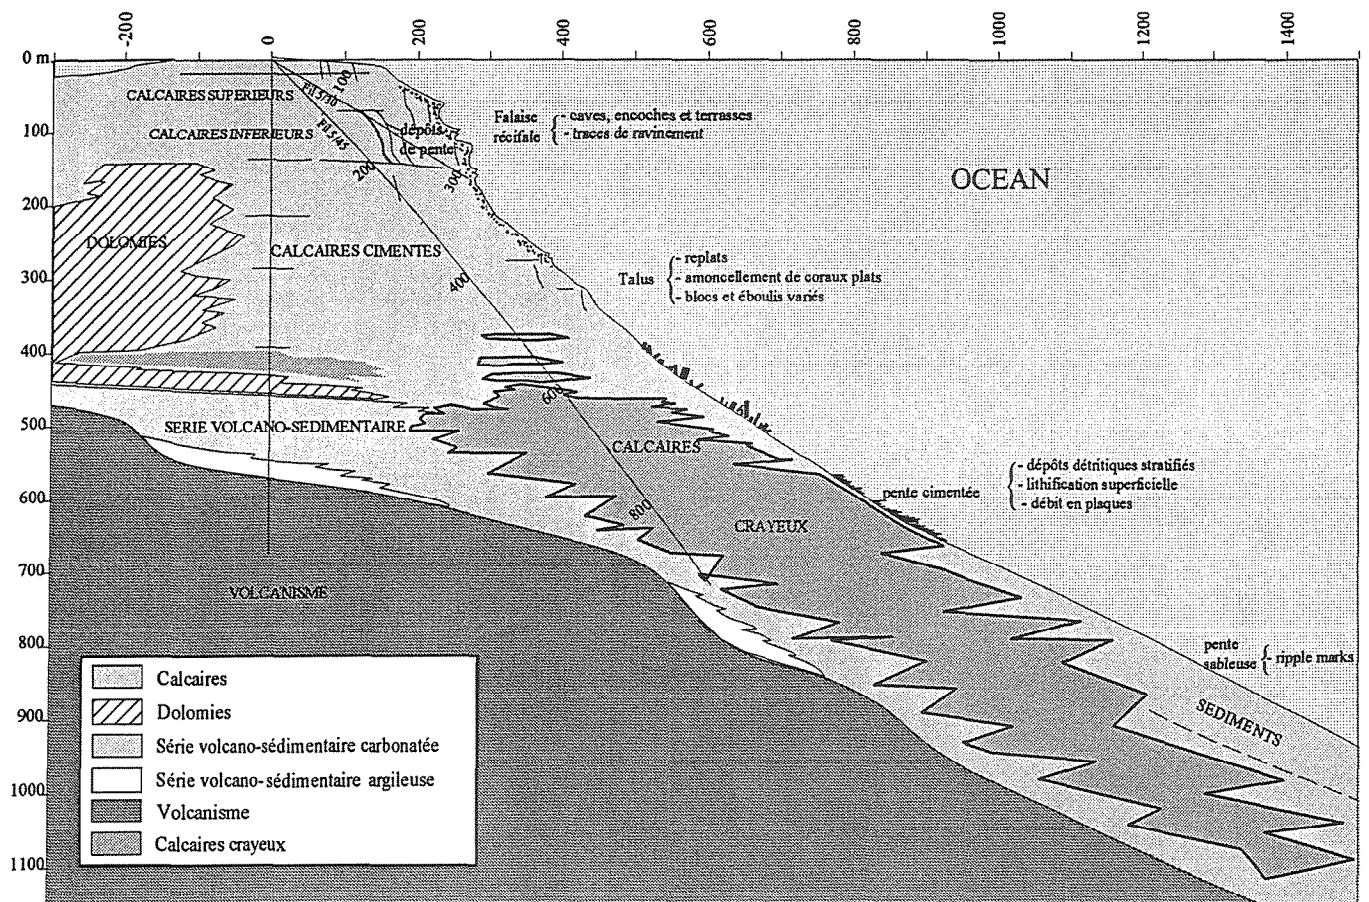 -200
0
200
400
600
800
1000
1200
1400
0 m
100
200
300
400
500
600
700
800
900
1000
1100
CALCAIRES SUPERIEURS
CALCAIRES INFERIEURS
100
200
300
400
600
800
dépôts
de pente
Falaise
récifale
- caves, encoches et terrasses
- traces de ravinement
OCEAN
DOLOMIES
CALCAIRES CIMENTES
Talus
- replats
- amoncellement de coraux plats
- blocs et éboulis variés
SERIE VOLCANO-SEDIMENTAIRE
CALCAIRES
CRAYEUX
pente cimentée
- dépôts détritiques stratifiés
- lithification superficielle
- débit en plaques
VOLCANISME
pente
sableuse
- ripple marks
SEDIMENTS
Calcaires
Dolomies
Série volcano-sédimentaire carbonatée
Série volcano-sédimentaire argileuse
Volcanisme
Calcaires crayeux